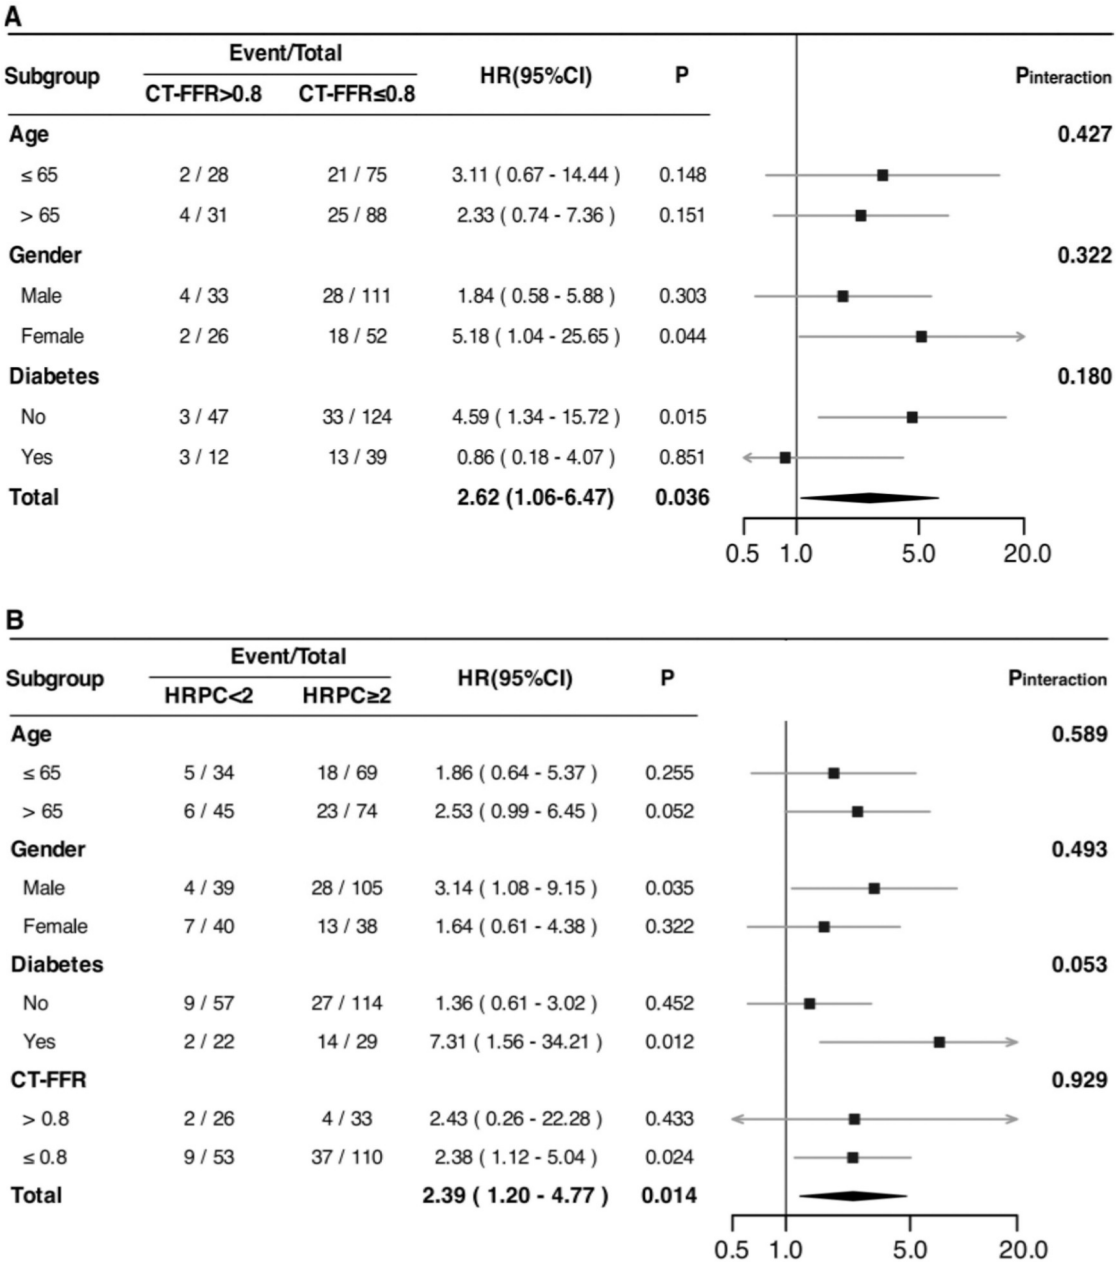 A
Event/Total
Subgroup HR(95%CI) P Pinteraction
CT-FFR>0.8 CT-FFR≤0.8
Age 0.427
≤ 65 2 / 28 21 / 75 3.11 ( 0.67 - 14.44 ) 0.148
> 65 4 / 31 25 / 88 2.33 ( 0.74 - 7.36 ) 0.151
Gender 0.322
Male 4 / 33 28 / 111 1.84 ( 0.58 - 5.88 ) 0.303
Female 2 / 26 18 / 52 5.18 ( 1.04 - 25.65 ) 0.044
Diabetes 0.180
No 3 / 47 33 / 124 4.59 ( 1.34 - 15.72 ) 0.015
Yes 3 / 12 13 / 39 0.86 ( 0.18 - 4.07 ) 0.851
Total 2.62 (1.06-6.47) 0.036
0.5 1.0 5.0 20.0
B
Event/Total
Subgroup HR(95%CI) P Pinteraction
HRPC<2 HRPC≥2
Age 0.589
≤ 65 5 / 34 18 / 69 1.86 ( 0.64 - 5.37 ) 0.255
> 65 6 / 45 23 / 74 2.53 ( 0.99 - 6.45 ) 0.052
Gender 0.493
Male 4 / 39 28 / 105 3.14 ( 1.08 - 9.15 ) 0.035
Female 7 / 40 13 / 38 1.64 ( 0.61 - 4.38 ) 0.322
Diabetes 0.053
No 9 / 57 27 / 114 1.36 ( 0.61 - 3.02 ) 0.452
Yes 2 / 22 14 / 29 7.31 ( 1.56 - 34.21 ) 0.012
CT-FFR 0.929
> 0.8 2 / 26 4 / 33 2.43 ( 0.26 - 22.28 ) 0.433
≤ 0.8 9 / 53 37 / 110 2.38 ( 1.12 - 5.04 ) 0.024
Total 2.39 ( 1.20 - 4.77 ) 0.014
0.5 1.0 5.0 20.0